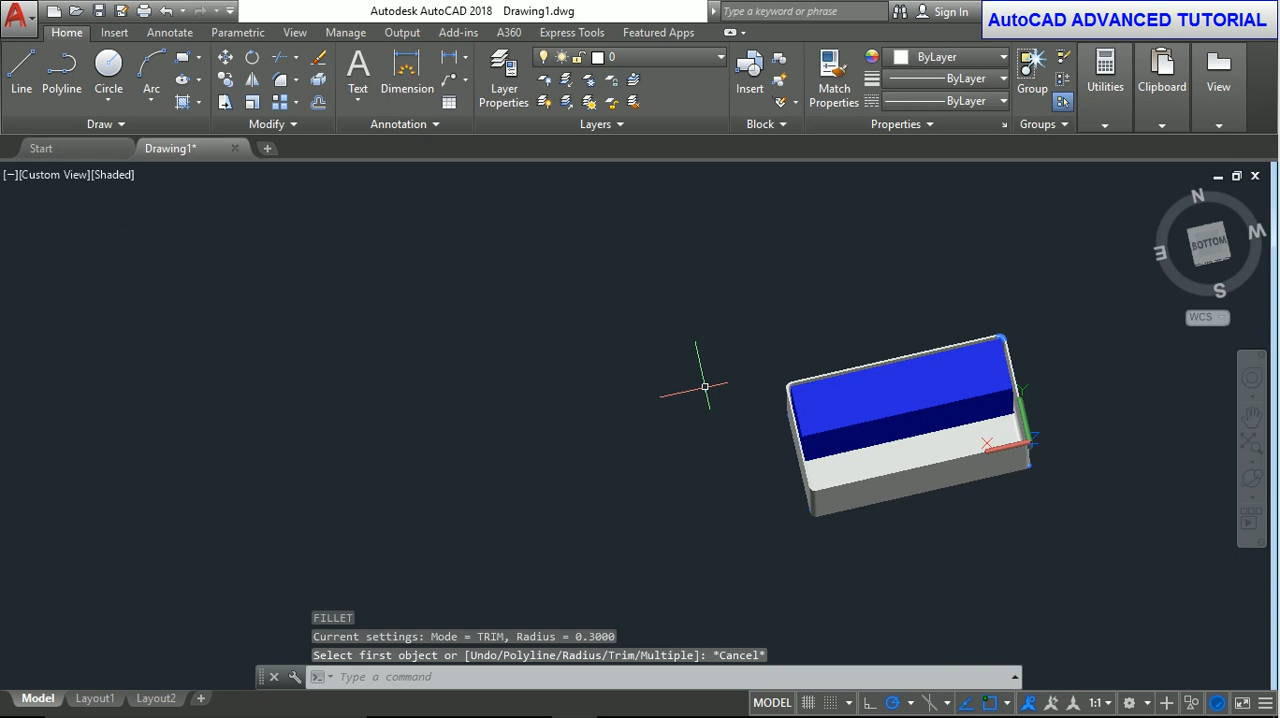 Autodesk AutoCAD 2018 Drawing1.dwg
Type a keyword or phrase
Sign In
AutoCAD ADVANCED TUTORIAL
Home Insert Annotate Parametric View Manage Output Add-ins A360 Express Tools Featured Apps
Line Polyline Circle Arc
Text Dimension
Layer Properties
0
Insert
Match Properties
ByLayer
ByLayer
ByLayer
Group Utilities Clipboard View
Draw Modify Annotation Layers Block Properties Groups
Start Drawing1*
[−][Custom View][Shaded]
N
W
BOTTOM
E
S
WCS
Y
X
Z
FILLET
Current settings: Mode = TRIM, Radius = 0.3000
Select first object or [Undo/Polyline/Radius/Trim/Multiple]: *Cancel*
Type a command
Model Layout1 Layout2
MODEL
1:1